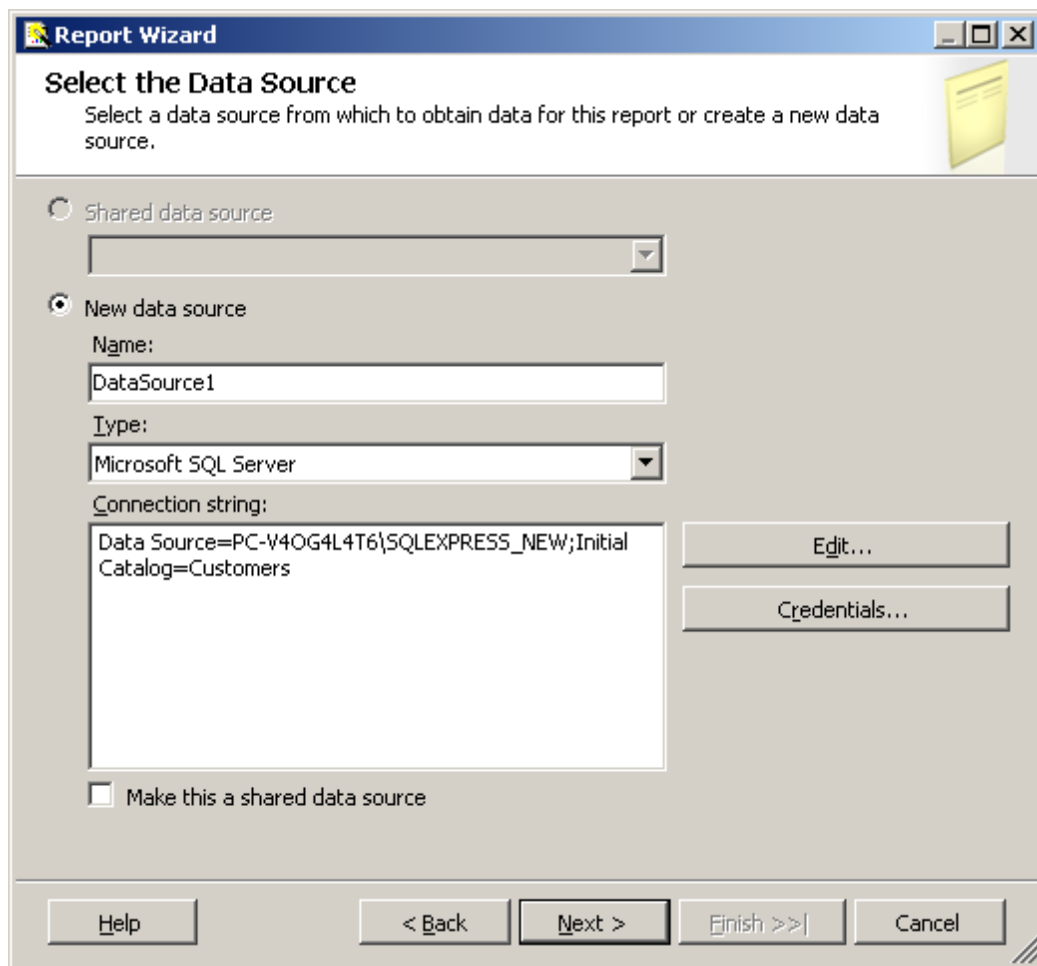 Report Wizard
Select the Data Source
Select a data source from which to obtain data for this report or create a new data
source.
Shared data source
New data source
Name:
DataSource1
Type:
Microsoft SQL Server
Connection string:
Data Source=PC-V4OG4L4T6\SQLEXPRESS_NEW;Initial
Catalog=Customers
Edit...
Credentials...
Make this a shared data source
Help
< Back
Next >
Finish >>|
Cancel